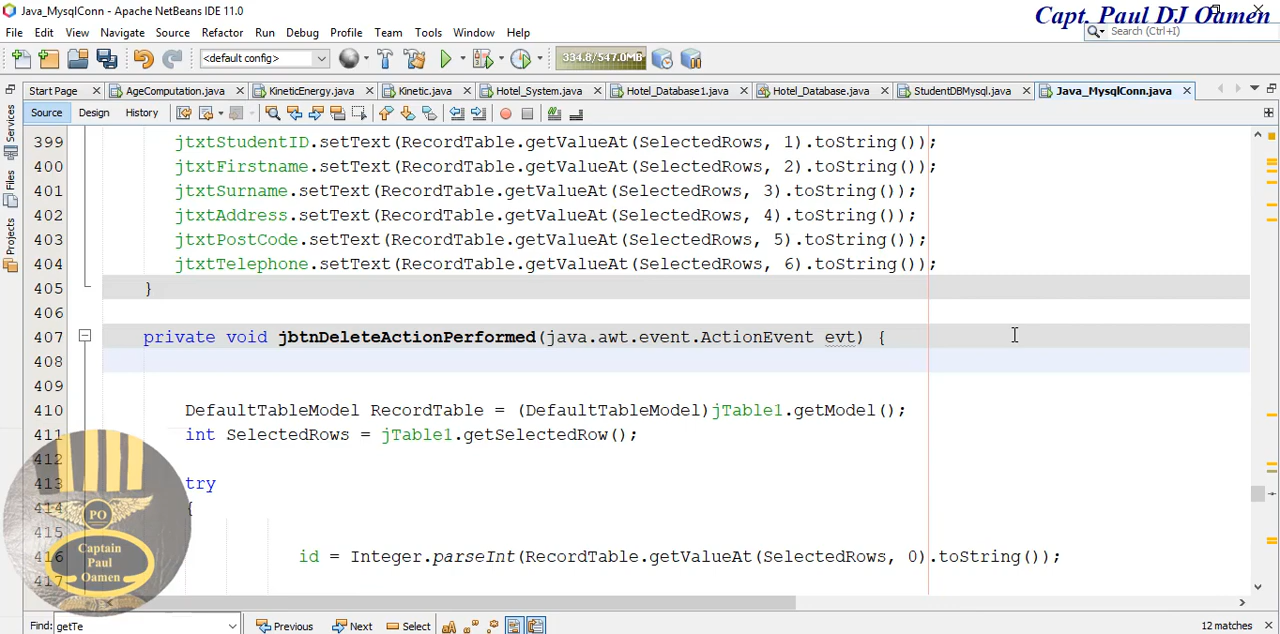 Java_MysqlConn - Apache NetBeans IDE 11.0
Capt. Paul DJ Oamen
File Edit View Navigate Source Refactor Run Debug Profile Team Tools Window Help
Search (Ctrl+I)
<default config>
334.8/547.0MB
Start Page AgeComputation.java KineticEnergy.java Kinetic.java Hotel_System.java Hotel_Database1.java Hotel_Database.java StudentDBMysql.java Java_MysqlConn.java
Source Design History
Services
Files
Projects
399 jtxtStudentID.setText(RecordTable.getValueAt(SelectedRows, 1).toString());
400 jtxtFirstname.setText(RecordTable.getValueAt(SelectedRows, 2).toString());
401 jtxtSurname.setText(RecordTable.getValueAt(SelectedRows, 3).toString());
402 jtxtAddress.setText(RecordTable.getValueAt(SelectedRows, 4).toString());
403 jtxtPostCode.setText(RecordTable.getValueAt(SelectedRows, 5).toString());
404 jtxtTelephone.setText(RecordTable.getValueAt(SelectedRows, 6).toString());
405 }
406
407 private void jbtnDeleteActionPerformed(java.awt.event.ActionEvent evt) {
408
409
410 DefaultTableModel RecordTable = (DefaultTableModel)jTable1.getModel();
411 int SelectedRows = jTable1.getSelectedRow();
412
413 try
414 {
415
416 id = Integer.parseInt(RecordTable.getValueAt(SelectedRows, 0).toString());
417
PO
Captain
Paul
Oamen
Find: getTe Previous Next Select 12 matches